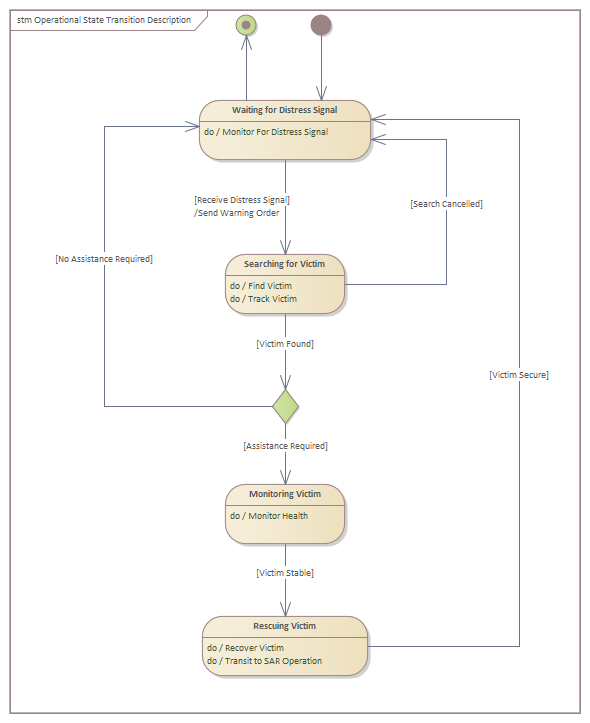 stm Operational State Transition Description
Waiting for Distress Signal
do / Monitor For Distress Signal
[Receive Distress Signal]
/Send Warning Order
[Search Cancelled]
[No Assistance Required]
Searching for Victim
do / Find Victim
do / Track Victim
[Victim Found]
[Victim Secure]
[Assistance Required]
Monitoring Victim
do / Monitor Health
[Victim Stable]
Rescuing Victim
do / Recover Victim
do / Transit to SAR Operation